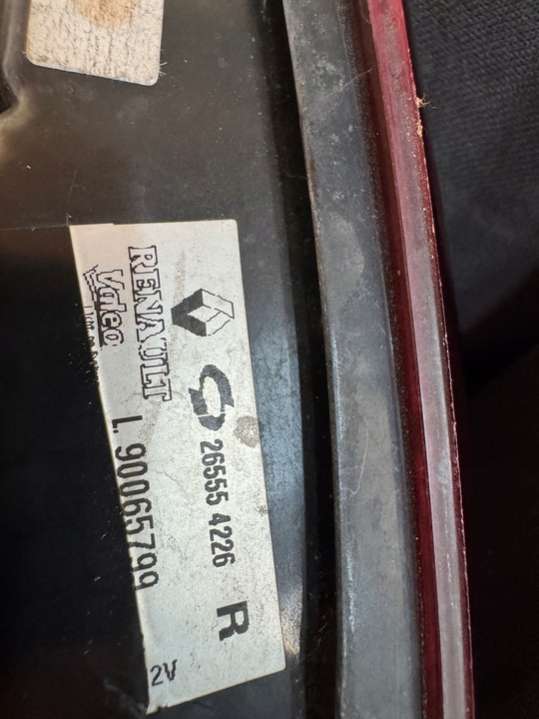 RENAULT
26555 4226 R
Valeo
L 90065799
2V